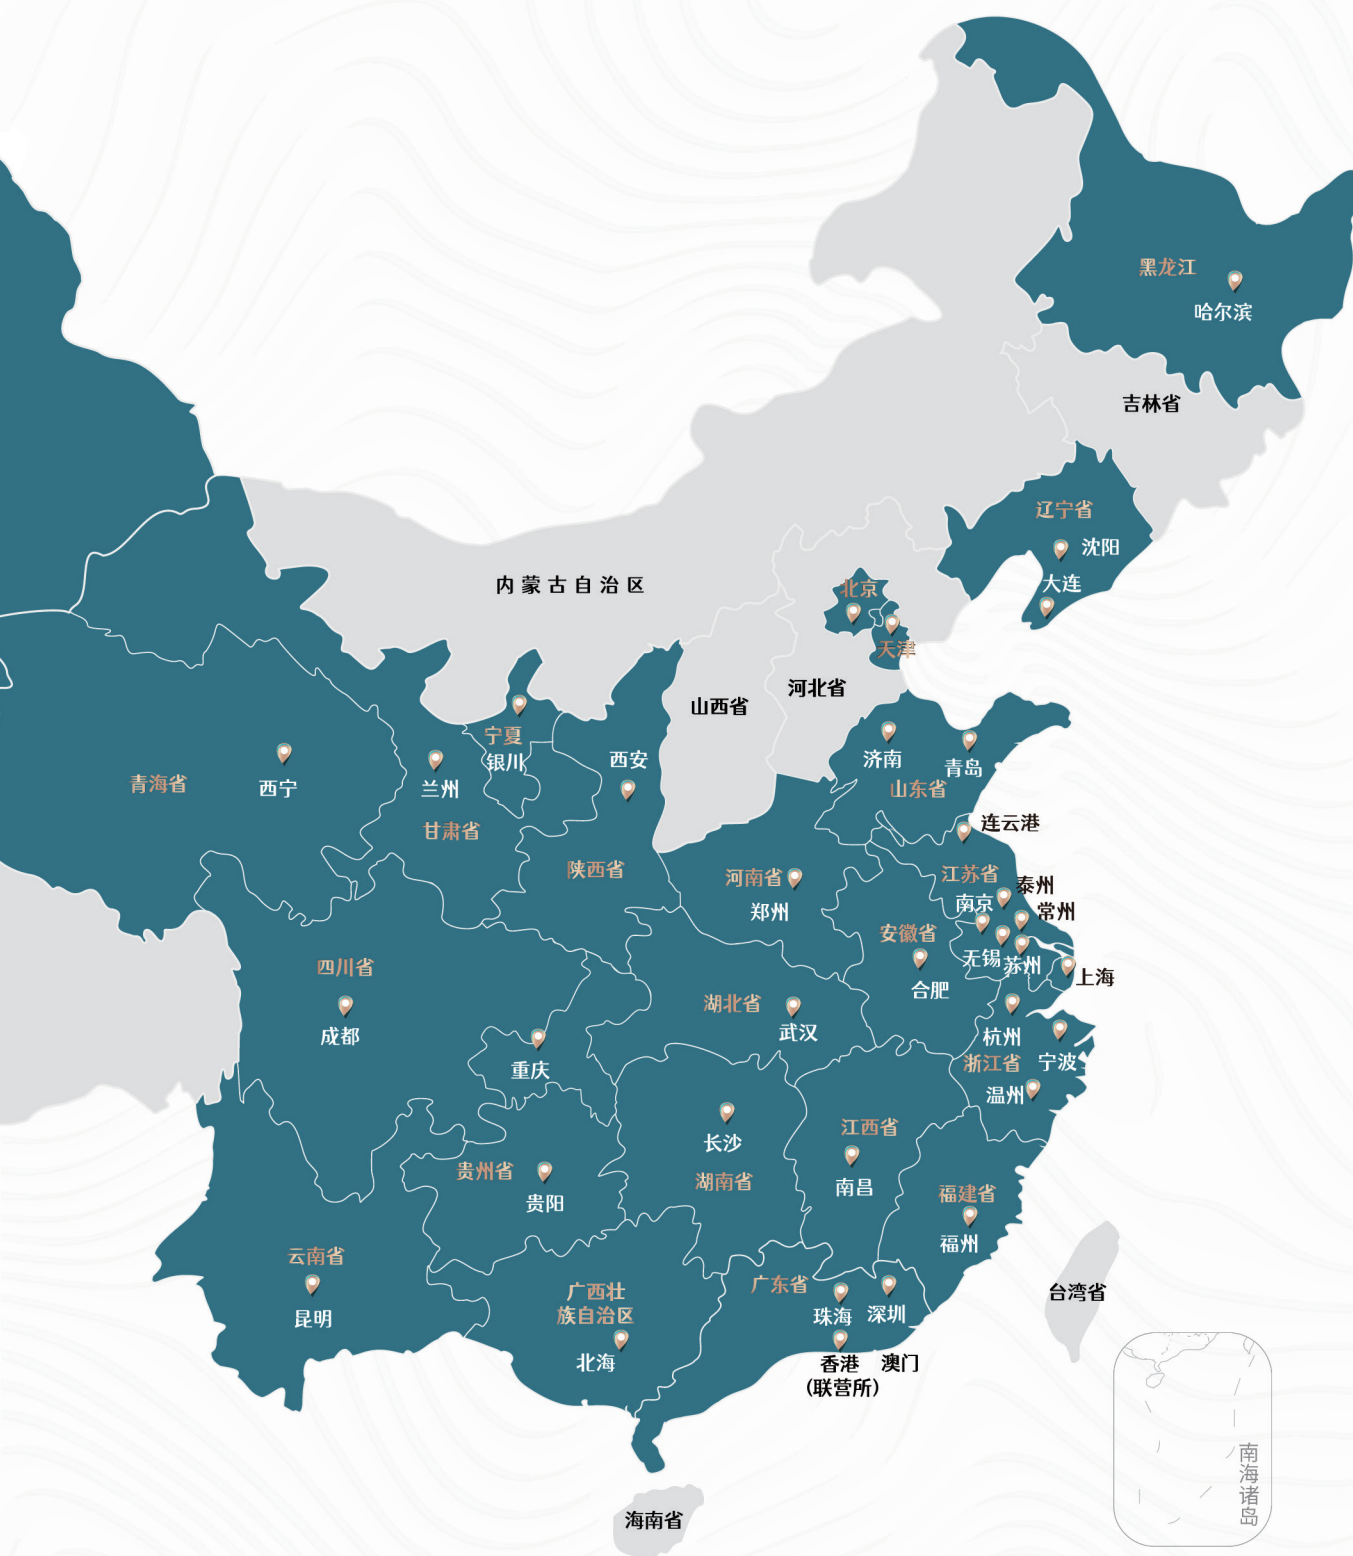 黑龙江
哈尔滨
吉林省
辽宁省
沈阳
大连
内蒙古自治区
北京
天津
河北省
山西省
宁夏
银川
西安
济南
青岛
山东省
青海省
西宁
兰州
甘肃省
连云港
陕西省
河南省
郑州
江苏省
泰州
南京
常州
安徽省
无锡
苏州
合肥
上海
四川省
成都
湖北省
武汉
杭州
浙江省
宁波
温州
重庆
长沙
湖南省
江西省
南昌
贵州省
贵阳
福建省
福州
云南省
昆明
广西壮
族自治区
北海
广东省
珠海
深圳
香港
(联营所)
澳门
台湾省
海南省
南海诸岛